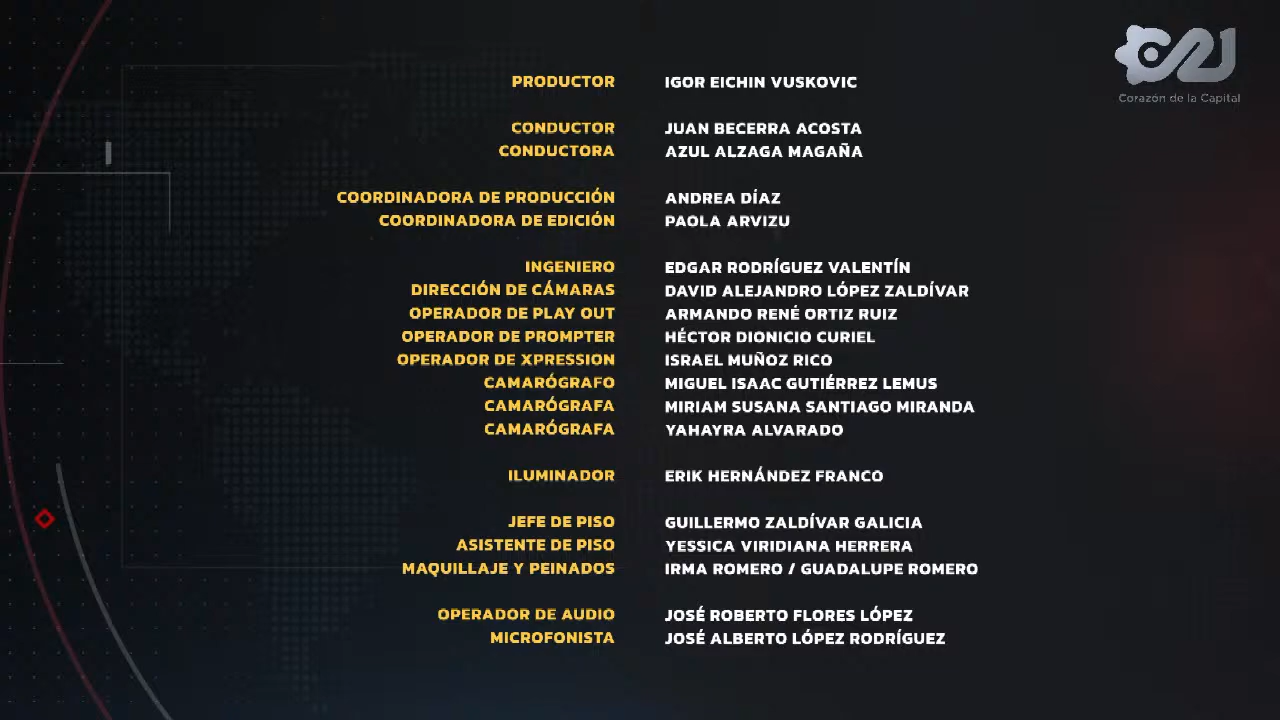 C21
Corazón de la Capital
PRODUCTOR IGOR EICHIN VUSKOVIC
CONDUCTOR JUAN BECERRA ACOSTA
CONDUCTORA AZUL ALZAGA MAGAÑA
COORDINADORA DE PRODUCCIÓN ANDREA DÍAZ
COORDINADORA DE EDICIÓN PAOLA ARVIZU
INGENIERO EDGAR RODRÍGUEZ VALENTÍN
DIRECCIÓN DE CÁMARAS DAVID ALEJANDRO LÓPEZ ZALDÍVAR
OPERADOR DE PLAY OUT ARMANDO RENÉ ORTIZ RUIZ
OPERADOR DE PROMPTER HÉCTOR DIONICIO CURIEL
OPERADOR DE XPRESSION ISRAEL MUÑOZ RICO
CAMARÓGRAFO MIGUEL ISAAC GUTIÉRREZ LEMUS
CAMARÓGRAFA MIRIAM SUSANA SANTIAGO MIRANDA
CAMARÓGRAFA YAHAYRA ALVARADO
ILUMINADOR ERIK HERNÁNDEZ FRANCO
JEFE DE PISO GUILLERMO ZALDÍVAR GALICIA
ASISTENTE DE PISO YESSICA VIRIDIANA HERRERA
MAQUILLAJE Y PEINADOS IRMA ROMERO / GUADALUPE ROMERO
OPERADOR DE AUDIO JOSÉ ROBERTO FLORES LÓPEZ
MICROFONISTA JOSÉ ALBERTO LÓPEZ RODRÍGUEZ